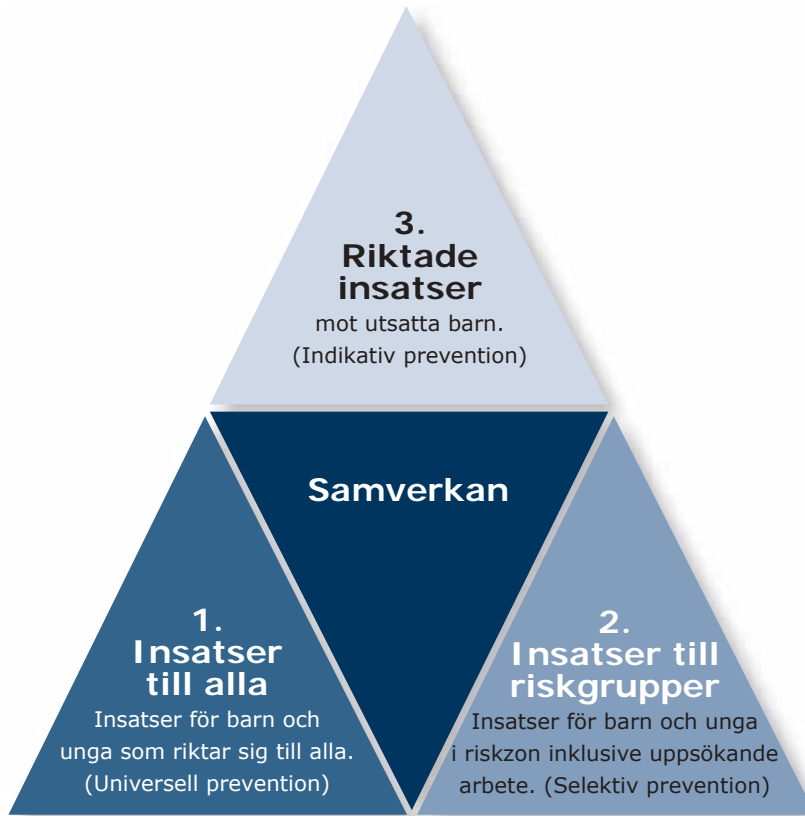 3.
Riktade
insatser
mot utsatta barn.
(Indikativ prevention)
Samverkan
1.
Insatser
till alla
Insatser för barn och
unga som riktar sig till alla.
(Universell prevention)
2.
Insatser till
riskgrupper
Insatser för barn och unga
i riskzon inklusive uppsökande
arbete. (Selektiv prevention)